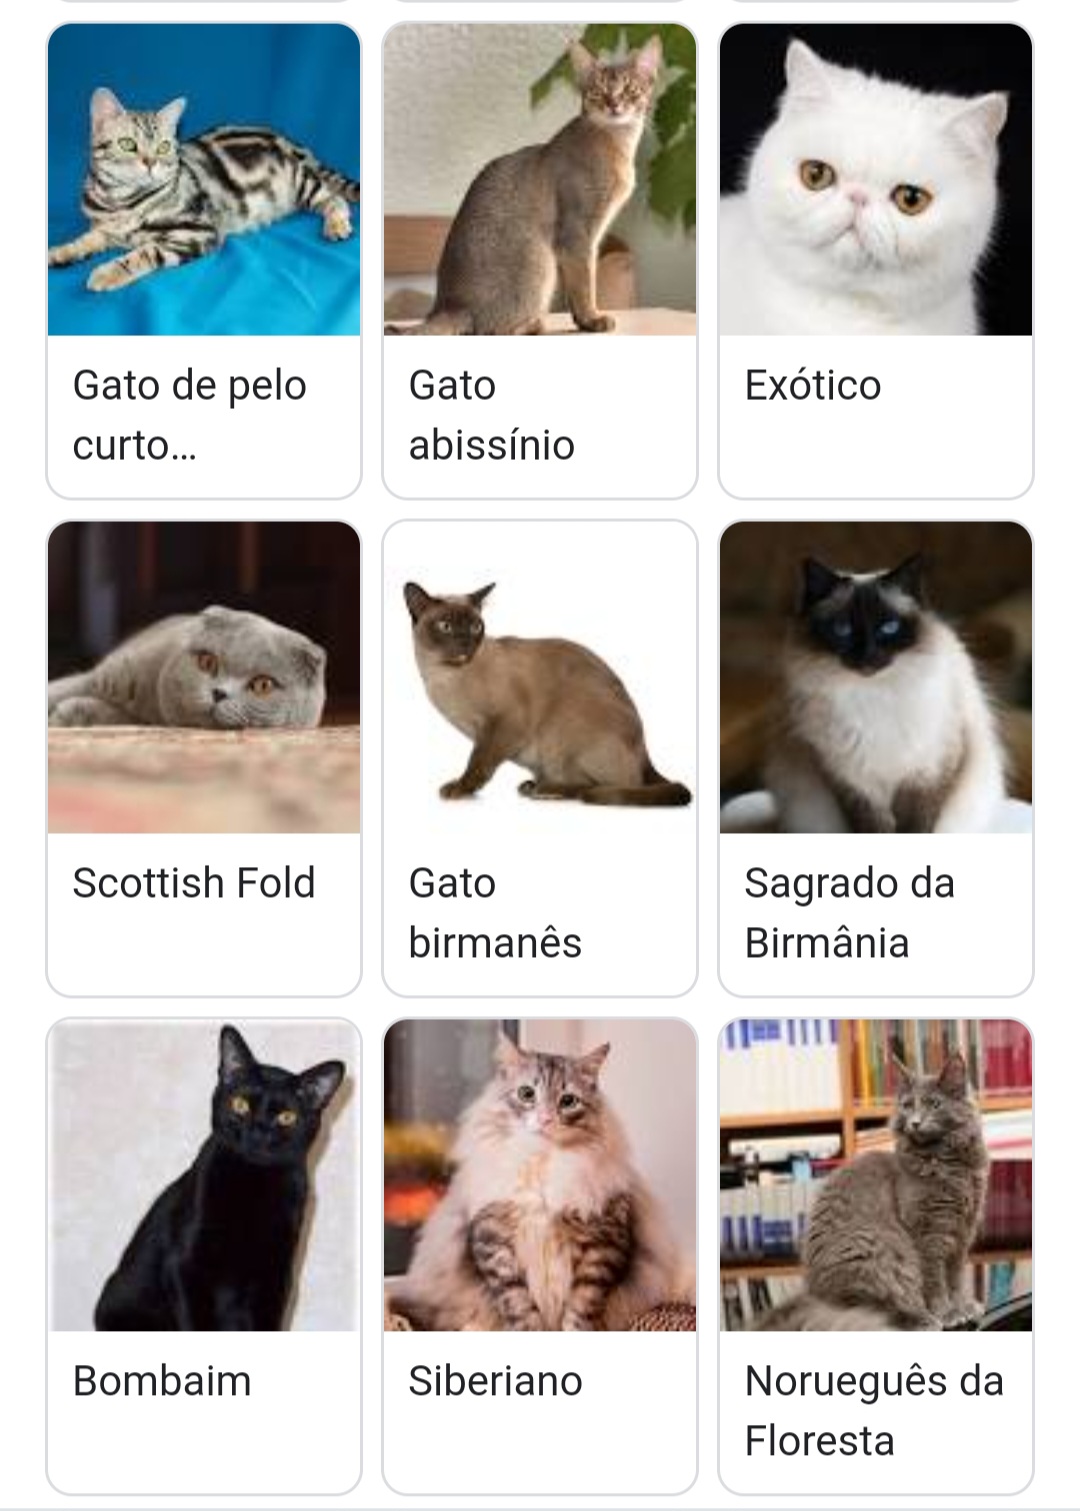 Gato de pelo
curto...
Gato
abissínio
Exótico
Scottish Fold
Gato
birmanês
Sagrado da
Birmânia
Bombaim
Siberiano
Norueguês da
Floresta